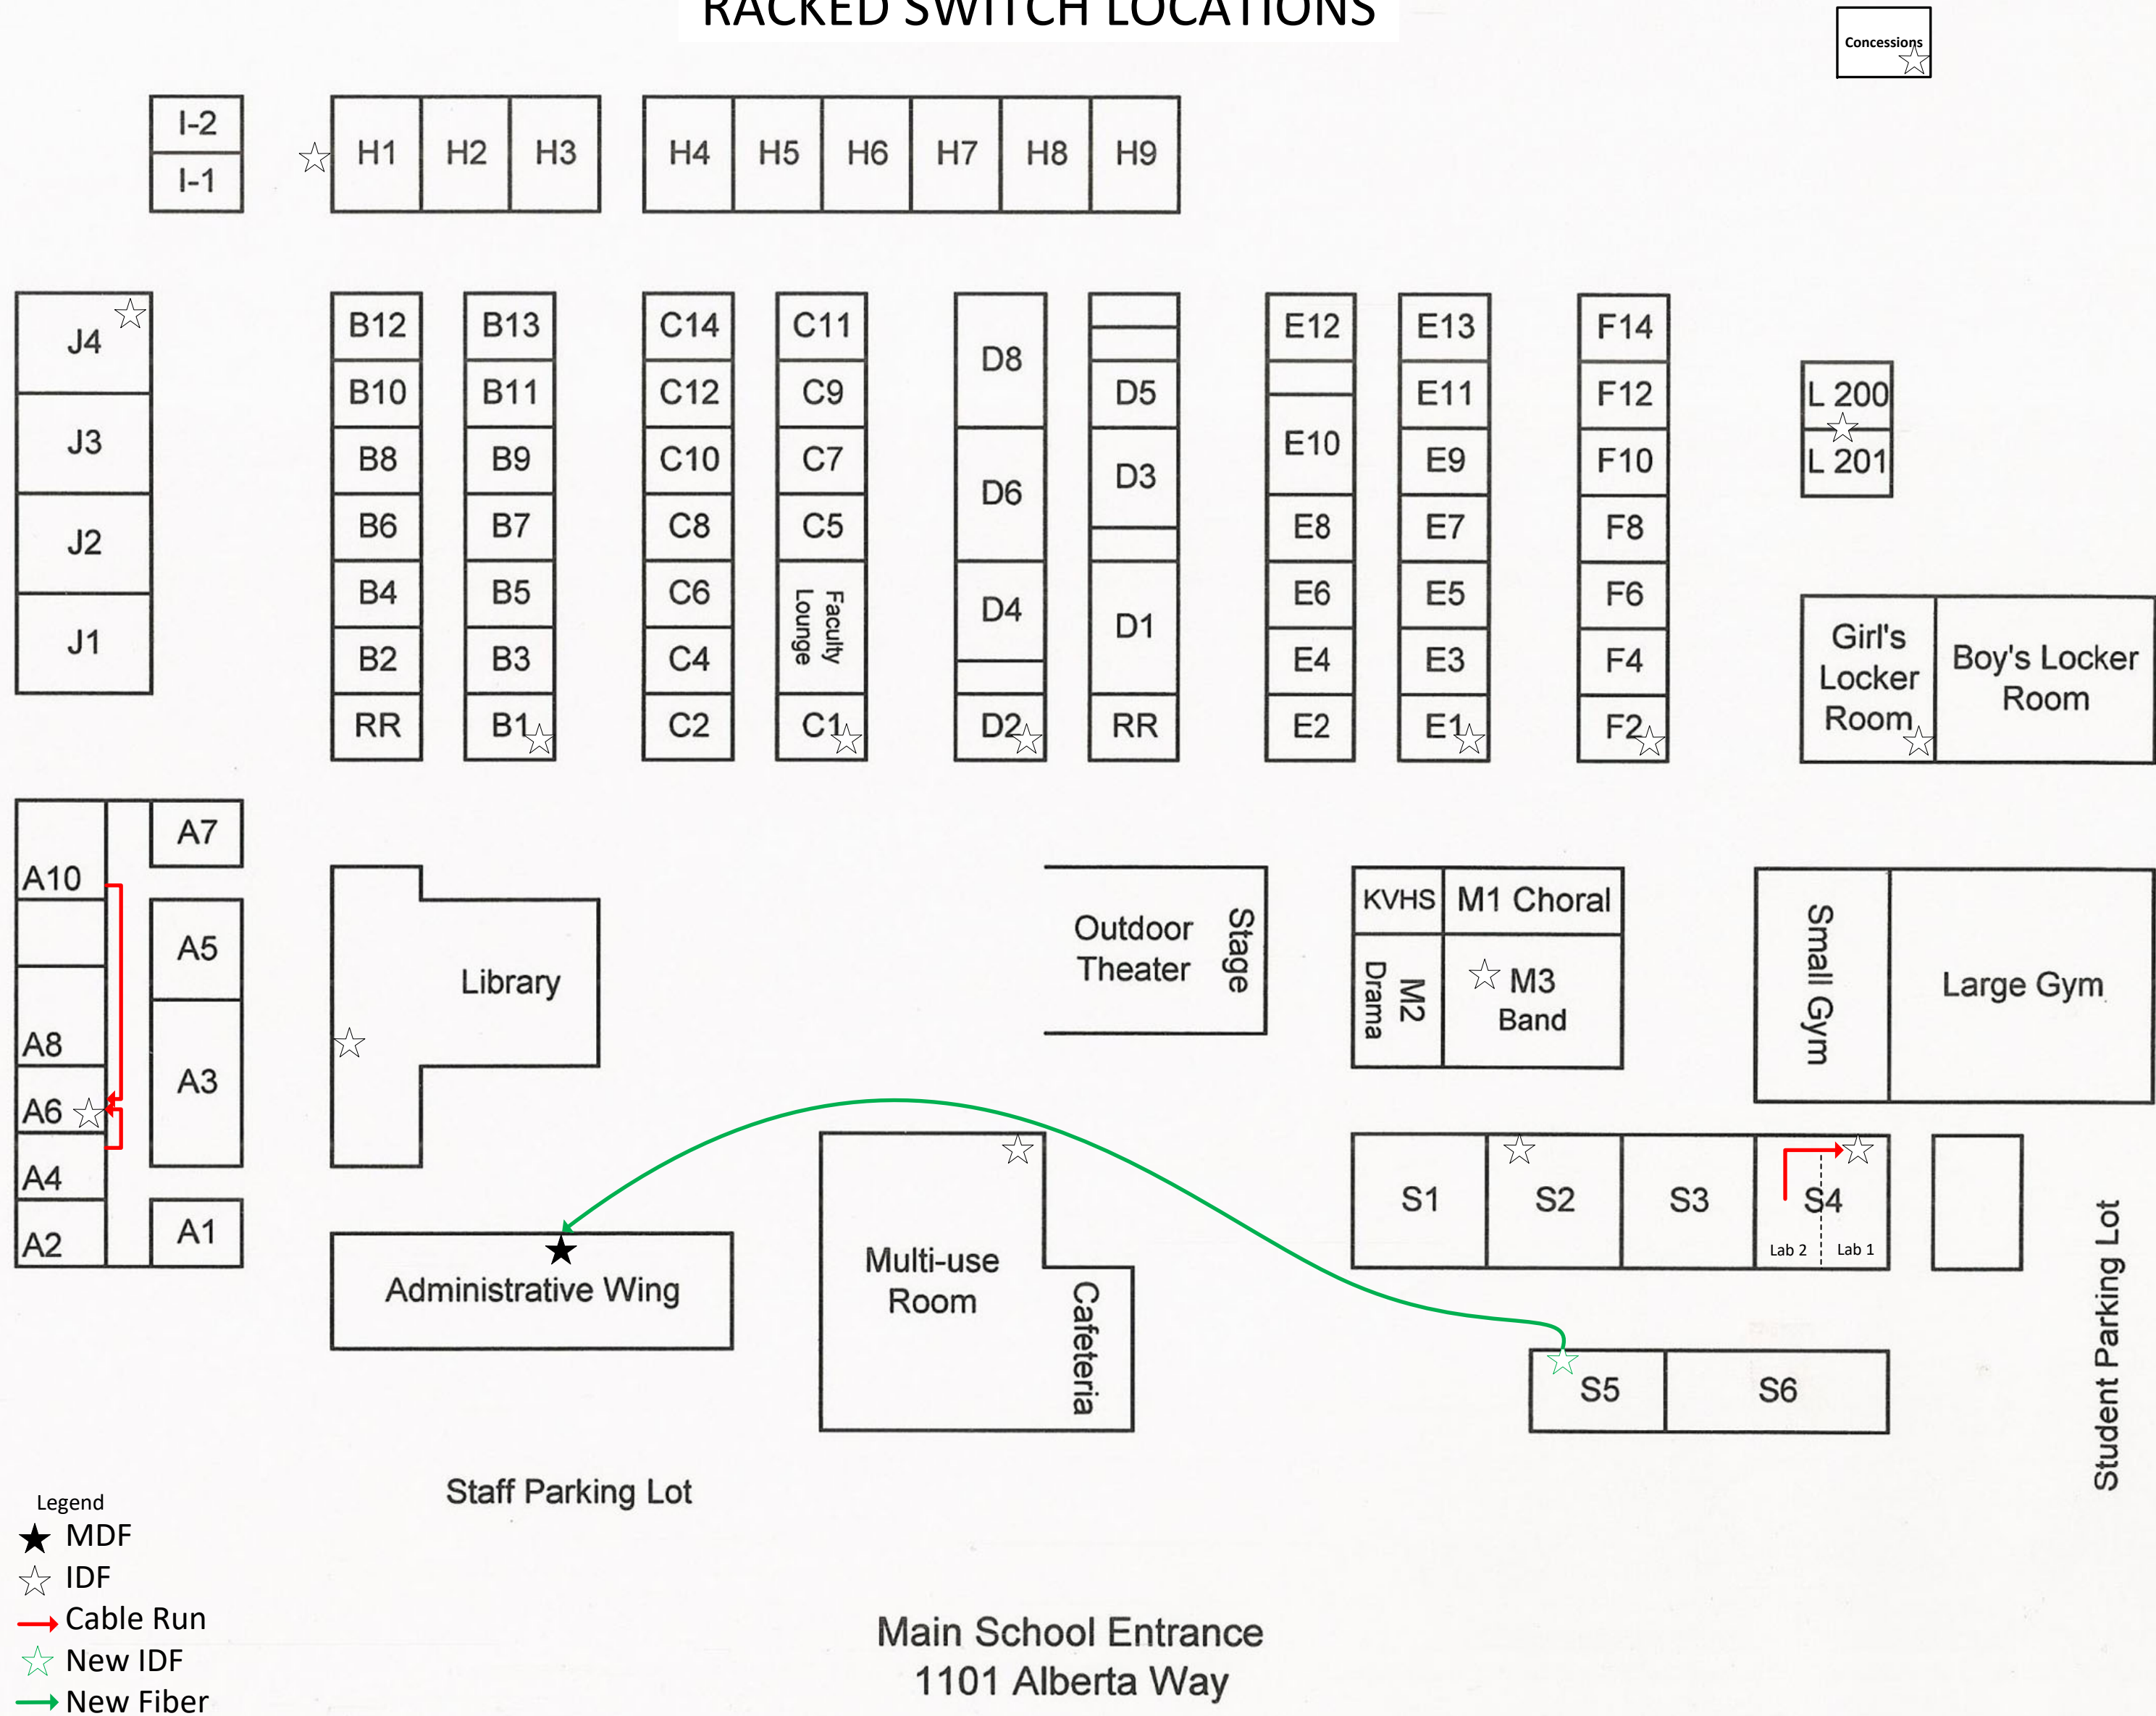 RACKED SWITCH LOCATIONS
Concessions
I-2
I-1
H1 H2 H3 H4 H5 H6 H7 H8 H9
J4
J3
J2
J1
B12
B10
B8
B6
B4
B2
RR
B13
B11
B9
B7
B5
B3
B1
C14
C12
C10
C8
C6
C4
C2
C11
C9
C7
C5
Faculty
Lounge
C1
D8
D6
D4
D2
D5
D3
D1
RR
E12
E10
E8
E6
E4
E2
E13
E11
E9
E7
E5
E3
E1
F14
F12
F10
F8
F6
F4
F2
L 200
L 201
Girl's
Locker
Room
Boy's Locker
Room
A10
A8
A6
A4
A2
A7
A5
A3
A1
Library
Outdoor
Theater
Stage
KVHS
M1 Choral
M2
Drama
M3
Band
Small Gym
Large Gym
Administrative Wing
Multi-use
Room
Cafeteria
S1
S2
S3
S4
Lab 2
Lab 1
S5
S6
Student Parking Lot
Staff Parking Lot
Legend
MDF
IDF
Cable Run
New IDF
New Fiber
Main School Entrance
1101 Alberta Way